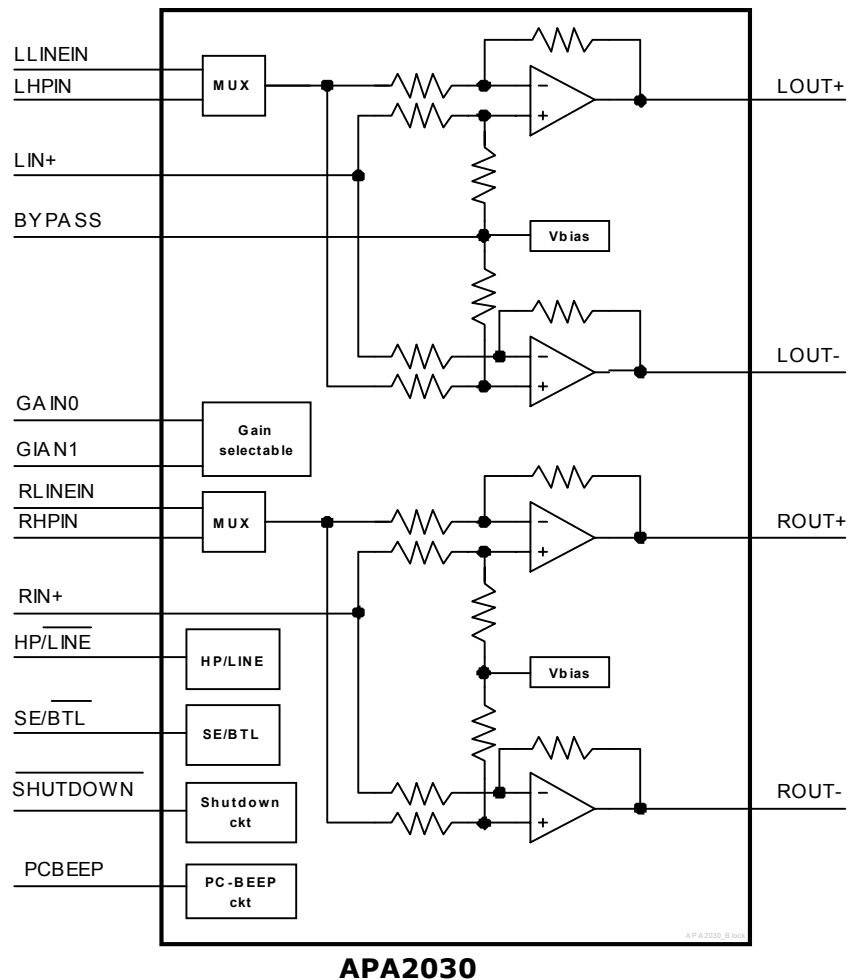 LLINEIN
LHPIN
MUX
LOUT+
LIN+
BYPASS
Vbias
LOUT-
GAIN0
GIAN1
Gain
selectable
RLINEIN
RHPIN
MUX
ROUT+
RIN+
HP/LINE
HP/LINE
Vbias
SE/BTL
SE/BTL
SHUTDOWN
Shutdown
ckt
ROUT-
PCBEEP
PC-BEEP
ckt
APA2030_Block
APA2030